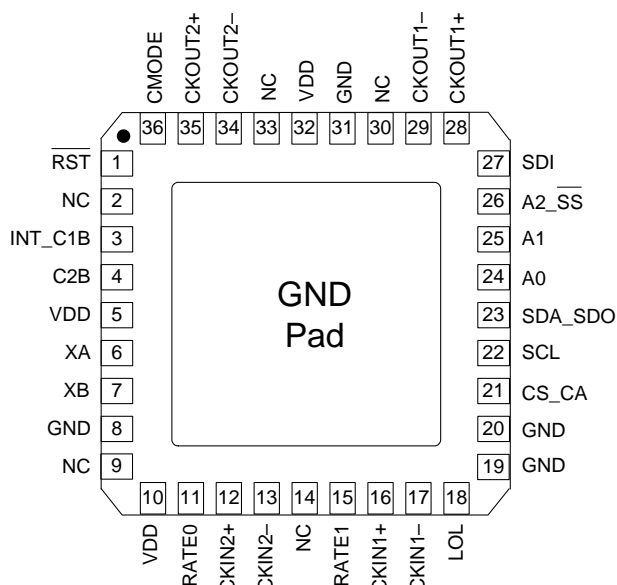 CMODE
CKOUT2+
CKOUT2–
NC
VDD
GND
NC
CKOUT1–
CKOUT1+
36
35
34
33
32
31
30
29
28
RST 1
NC 2
INT_C1B 3
C2B 4
VDD 5
XA 6
XB 7
GND 8
NC 9
GND
Pad
27 SDI
26 A2_SS
25 A1
24 A0
23 SDA_SDO
22 SCL
21 CS_CA
20 GND
19 GND
10
11
12
13
14
15
16
17
18
VDD
RATE0
CKIN2+
CKIN2–
NC
RATE1
CKIN1+
CKIN1–
LOL